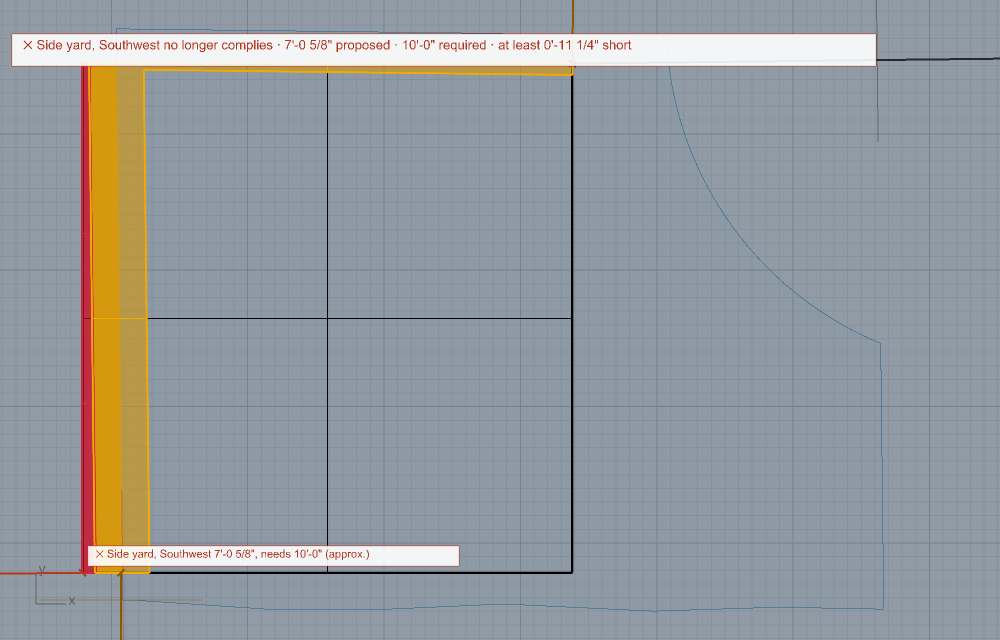 × Side yard, Southwest no longer complies · 7'-0 5/8" proposed · 10'-0" required · at least 0'-11 1/4" short
× Side yard, Southwest 7'-0 5/8", needs 10'-0" (approx.)
y
x